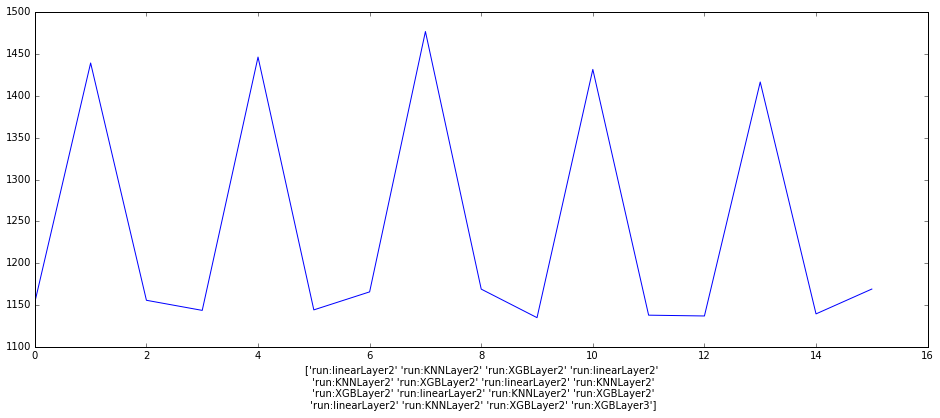 1500
1450
1400
1350
1300
1250
1200
1150
1100
0 2 4 6 8 10 12 14 16
['run:linearLayer2' 'run:KNNLayer2' 'run:XGBLayer2' 'run:linearLayer2'
'run:KNNLayer2' 'run:XGBLayer2' 'run:linearLayer2' 'run:KNNLayer2'
'run:XGBLayer2' 'run:linearLayer2' 'run:KNNLayer2' 'run:XGBLayer2'
'run:linearLayer2' 'run:KNNLayer2' 'run:XGBLayer2' 'run:XGBLayer3']